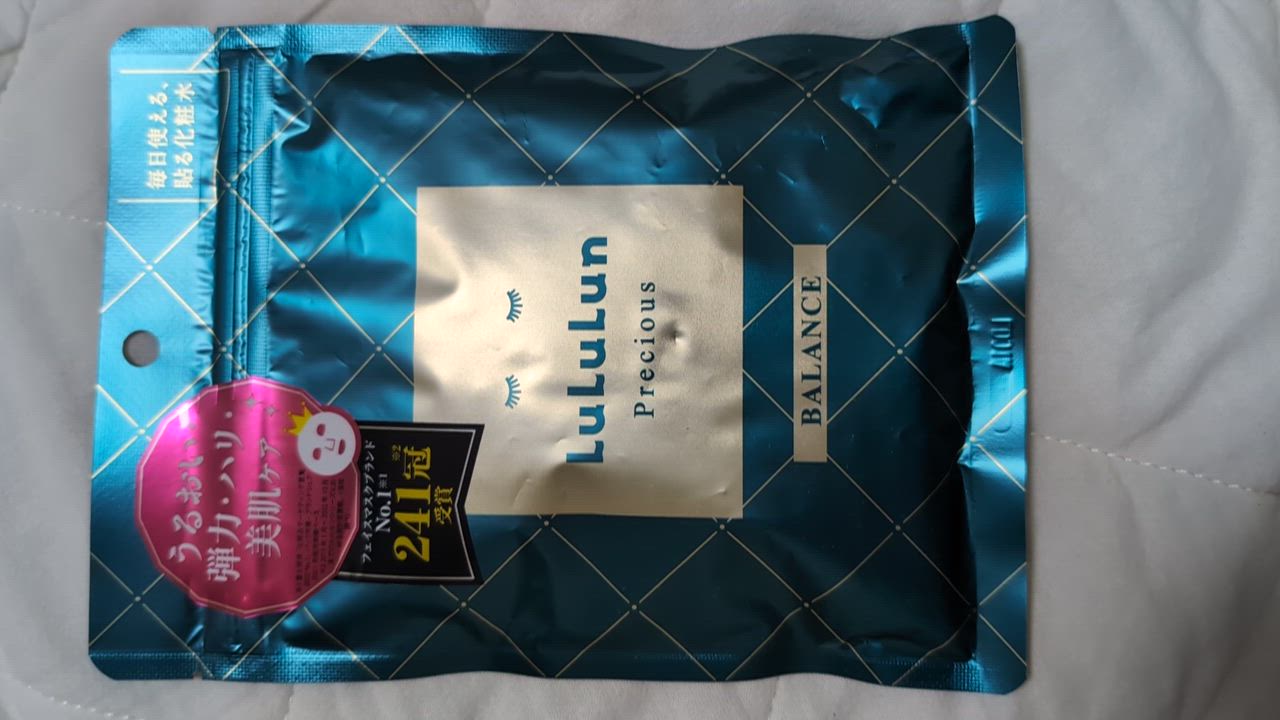 毎日使える、
貼る化粧水
うるおい・
弾力・ハリ・
美肌ケア
フェイスマスクブランド
No.1※1
241冠※2
受賞
LuLuLun
Precious
BALANCE